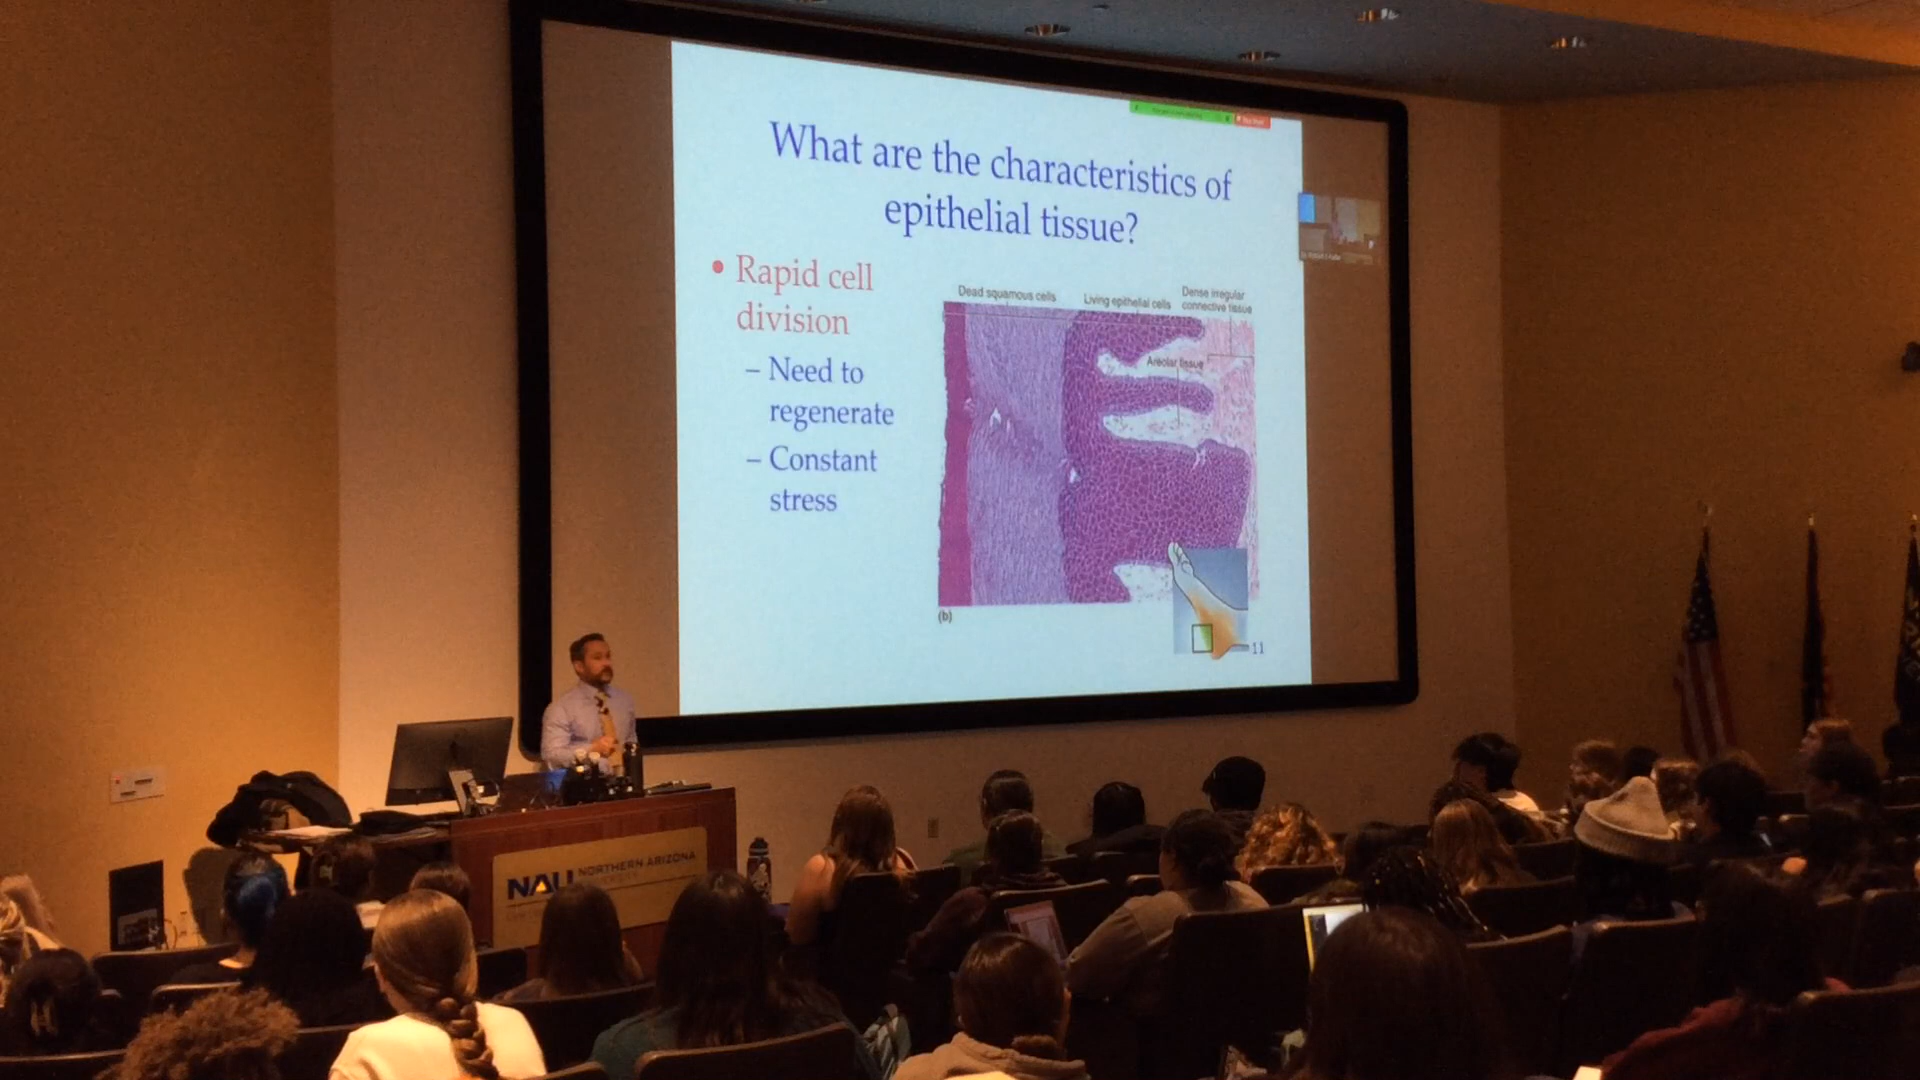 What are the characteristics of
epithelial tissue?
• Rapid cell
division
– Need to
regenerate
– Constant
stress
Dead squamous cells
Living epithelial cells
Dense irregular
connective tissue
Areolar tissue
(b)
11
NAU NORTHERN ARIZONA